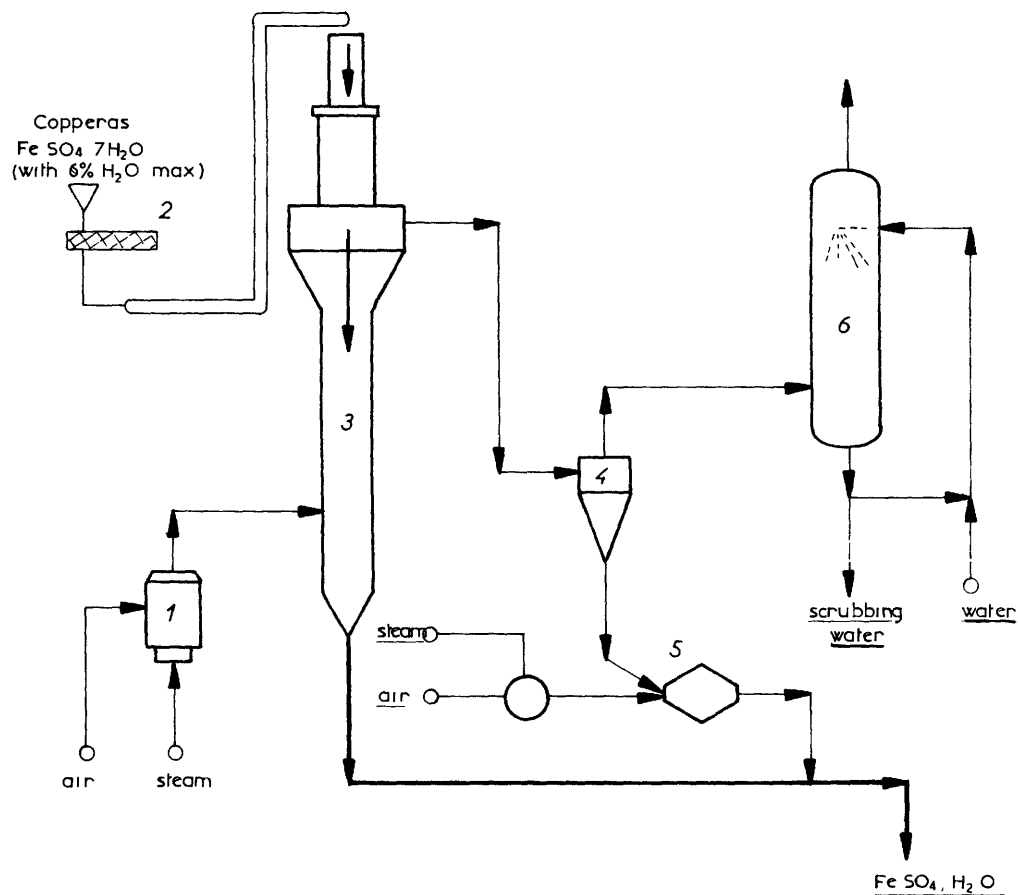 Copperas
Fe SO₄ 7H₂O
(with 6% H₂O max)
2
3
6
4
1
5
steam
air
air
steam
scrubbing
water
water
Fe SO₄, H₂O